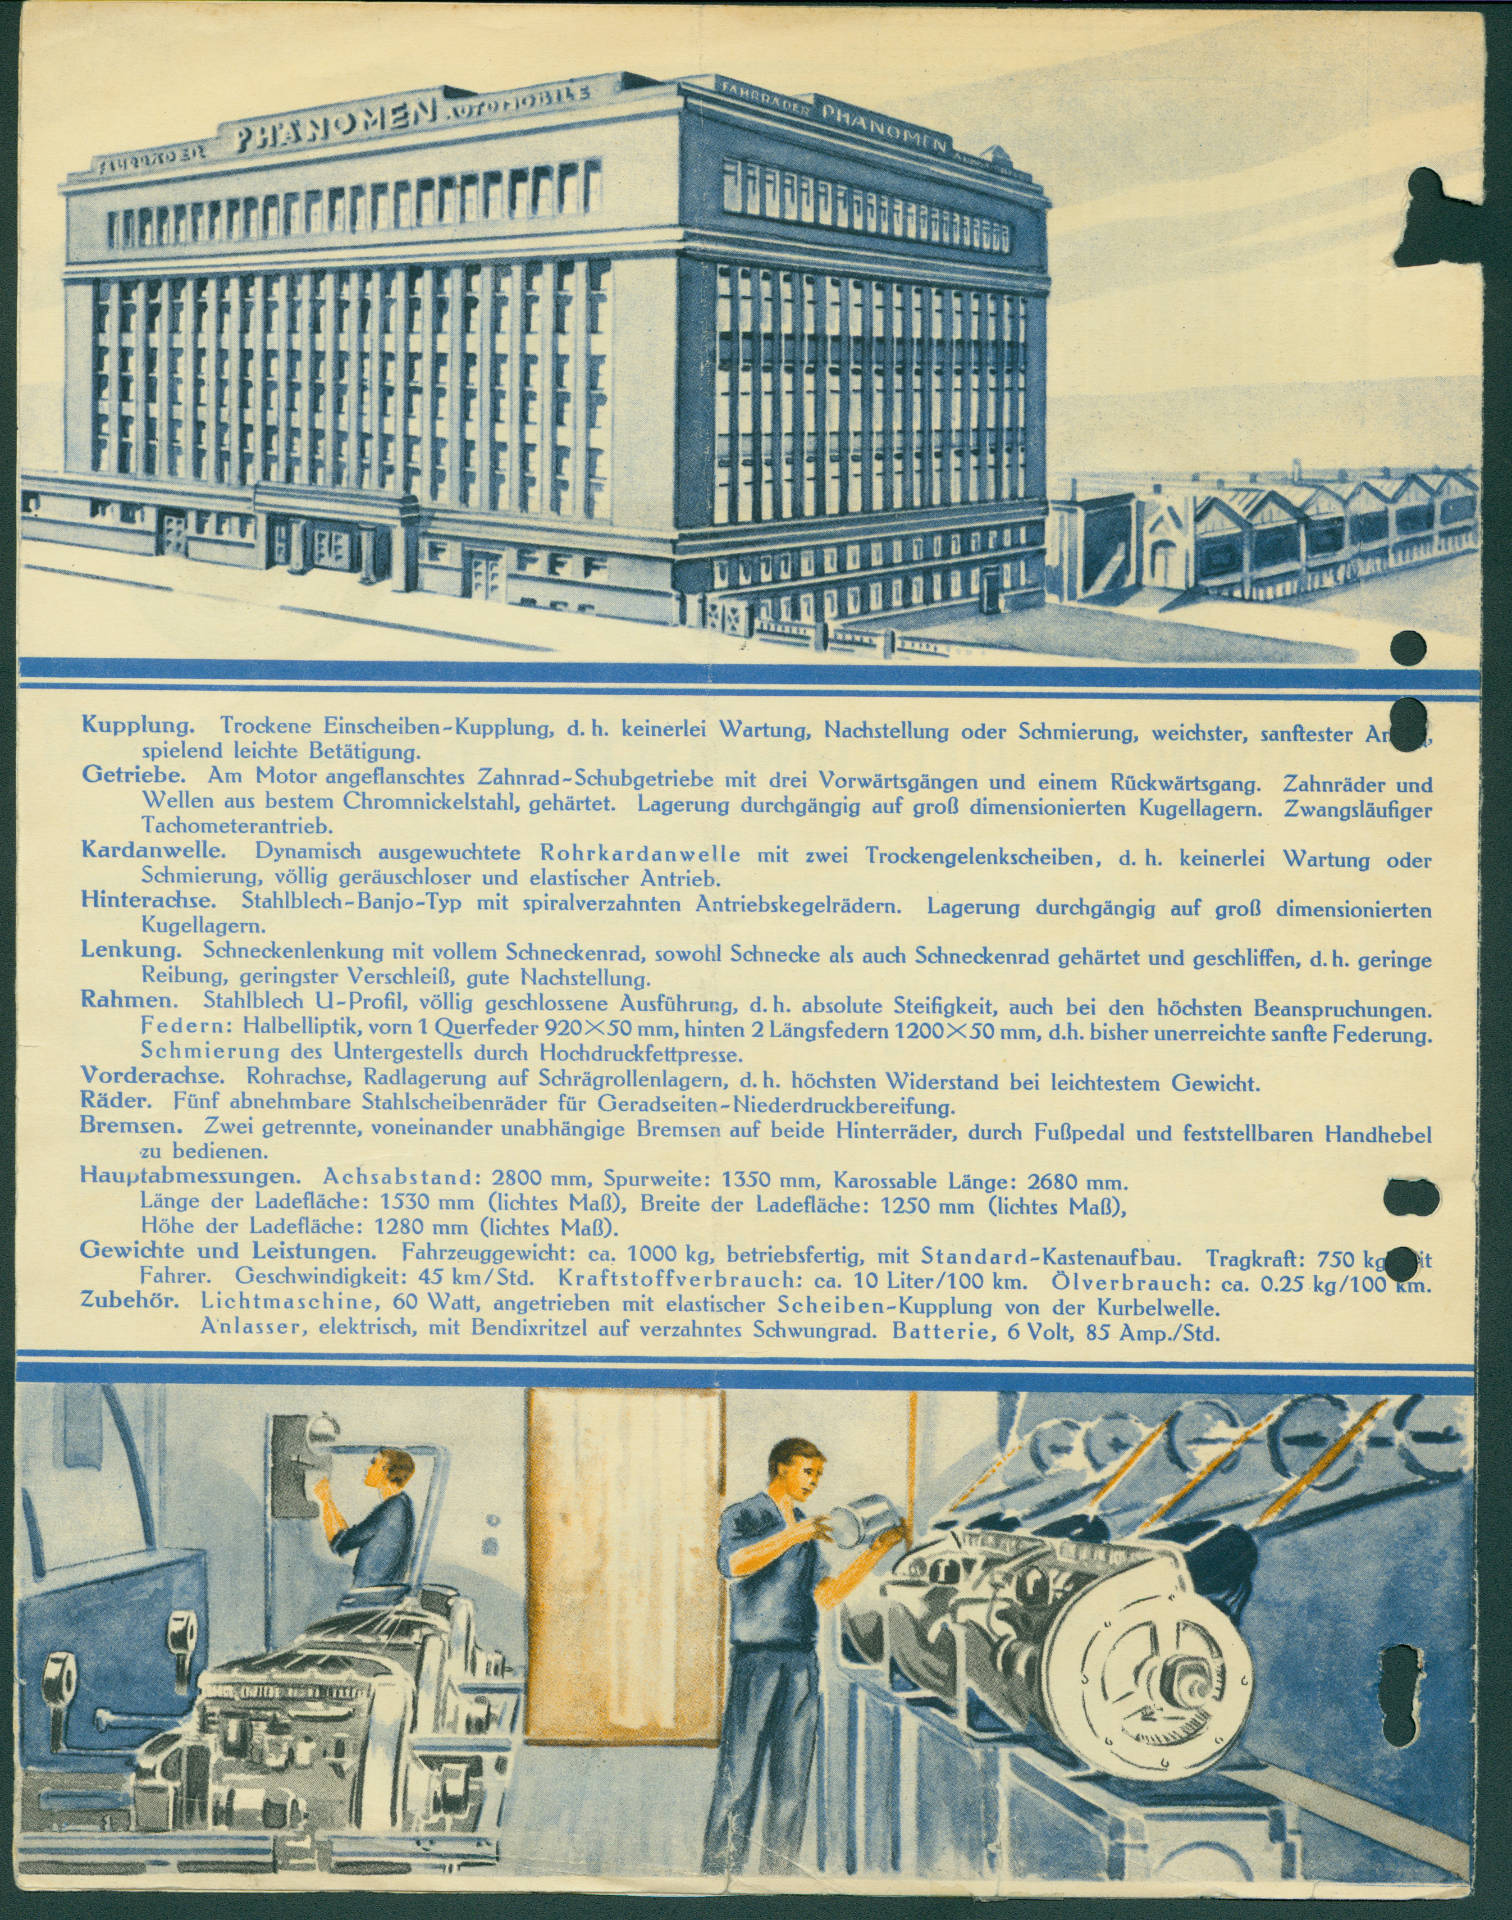 FAHRRÄDER PHÄNOMEN AUTOMOBILE
FAHRRÄDER PHÄNOMEN
Kupplung. Trockene Einscheiben-Kupplung, d. h. keinerlei Wartung, Nachstellung oder Schmierung, weichster, sanftester
spielend leichte Betätigung.
Getriebe. Am Motor angeflanschtes Zahnrad-Schubgetriebe mit drei Vorwärtsgängen und einem Rückwärtsgang. Zahnräder und
Wellen aus bestem Chromnickelstahl, gehärtet. Lagerung durchgängig auf groß dimensionierten Kugellagern. Zwangsläufiger
Tachometerantrieb.
Kardanwelle. Dynamisch ausgewuchtete Rohrkardanwelle mit zwei Trockengelenkscheiben, d. h. keinerlei Wartung oder
Schmierung, völlig geräuschloser und elastischer Antrieb.
Hinterachse. Stahlblech-Banjo-Typ mit spiralverzahnten Antriebskegelrädern. Lagerung durchgängig auf groß dimensionierten
Kugellagern.
Lenkung. Schneckenlenkung mit vollem Schneckenrad, sowohl Schnecke als auch Schneckenrad gehärtet und geschliffen, d. h. geringe
Reibung, geringster Verschleiß, gute Nachstellung.
Rahmen. Stahlblech U-Profil, völlig geschlossene Ausführung, d. h. absolute Steifigkeit, auch bei den höchsten Beanspruchungen.
Federn: Halbelliptik, vorn 1 Querfeder 920×50 mm, hinten 2 Längsfedern 1200×50 mm, d.h. bisher unerreichte sanfte Federung.
Schmierung des Untergestells durch Hochdruckfettpresse.
Vorderachse. Rohrachse, Radlagerung auf Schrägrollenlagern, d. h. höchsten Widerstand bei leichtestem Gewicht.
Räder. Fünf abnehmbare Stahlscheibenräder für Geradseiten-Niederdruckbereifung.
Bremsen. Zwei getrennte, voneinander unabhängige Bremsen auf beide Hinterräder, durch Fußpedal und feststellbaren Handhebel
zu bedienen.
Hauptabmessungen. Achsabstand: 2800 mm, Spurweite: 1350 mm, Karossable Länge: 2680 mm.
Länge der Ladefläche: 1530 mm (lichtes Maß), Breite der Ladefläche: 1250 mm (lichtes Maß),
Höhe der Ladefläche: 1280 mm (lichtes Maß).
Gewichte und Leistungen. Fahrzeuggewicht: ca. 1000 kg, betriebsfertig, mit Standard-Kastenaufbau. Tragkraft: 750 kg
Fahrer. Geschwindigkeit: 45 km/Std. Kraftstoffverbrauch: ca. 10 Liter/100 km. Ölverbrauch: ca. 0.25 kg/100 km.
Zubehör. Lichtmaschine, 60 Watt, angetrieben mit elastischer Scheiben-Kupplung von der Kurbelwelle.
Anlasser, elektrisch, mit Bendixritzel auf verzahntes Schwungrad. Batterie, 6 Volt, 85 Amp./Std.